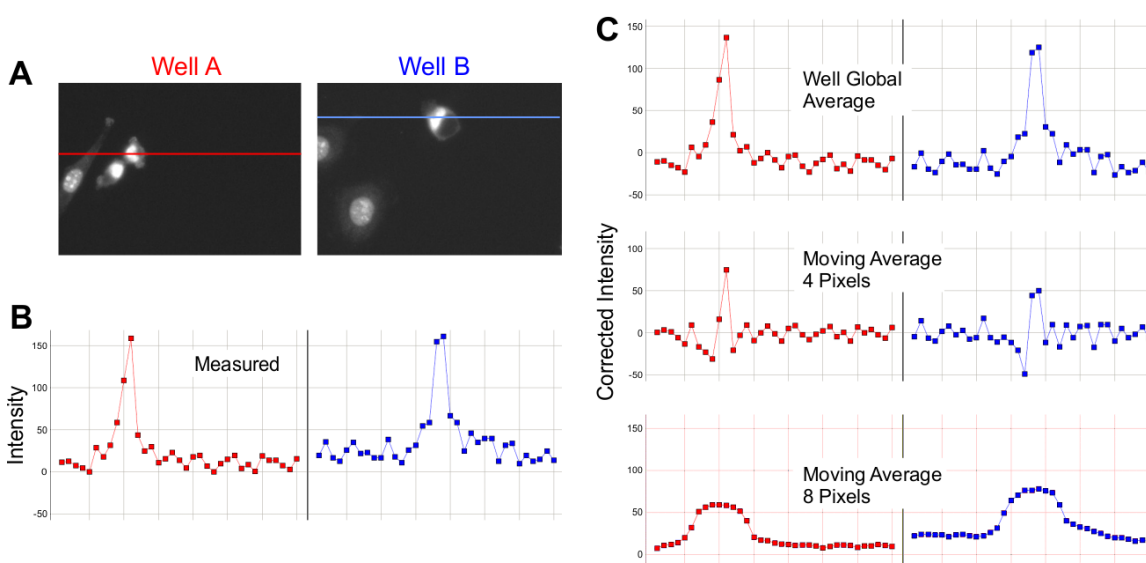 A
Well A
Well B
B
Intensity
150
100
50
0
-50
Measured
C
Corrected Intensity
150
100
50
0
-50
Well Global
Average
100
50
0
-50
Moving Average
4 Pixels
150
100
50
0
Moving Average
8 Pixels